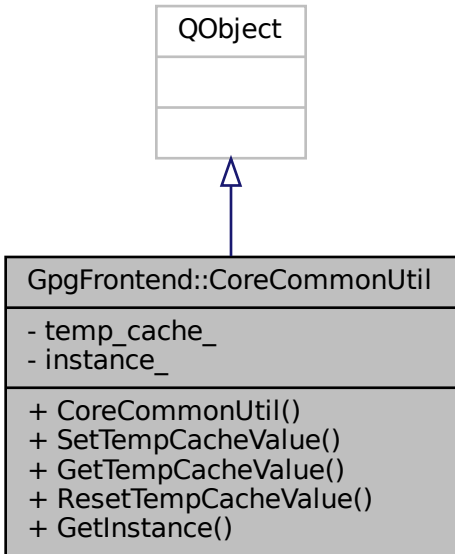 QObject
GpgFrontend::CoreCommonUtil
- temp_cache_
- instance_
+ CoreCommonUtil()
+ SetTempCacheValue()
+ GetTempCacheValue()
+ ResetTempCacheValue()
+ GetInstance()